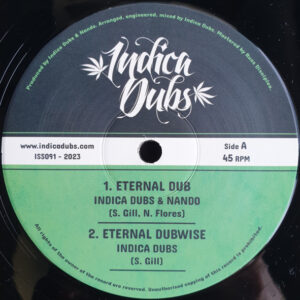 Produced by Indica Dubs & Nando. Arranged, engineered, mixed by Indica Dubs. Mastered by Russ Disciples.
Indica
Dubs
www.indicadubs.com
ISS091 - 2023
Side A
45 RPM
1. ETERNAL DUB
INDICA DUBS & NANDO
(S. Gill, N. Flores)
2. ETERNAL DUBWISE
INDICA DUBS
(S. Gill)
All rights of the owner of the record are reserved. Unauthorised copying of this record is prohibited.